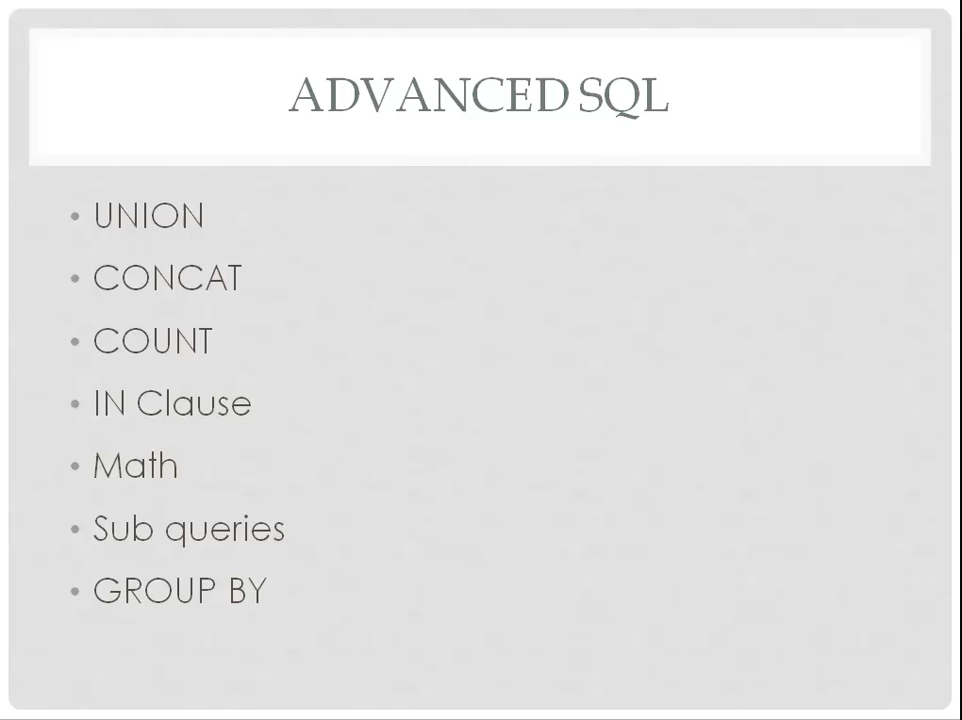 ADVANCED SQL
• UNION
• CONCAT
• COUNT
• IN Clause
• Math
• Sub queries
• GROUP BY